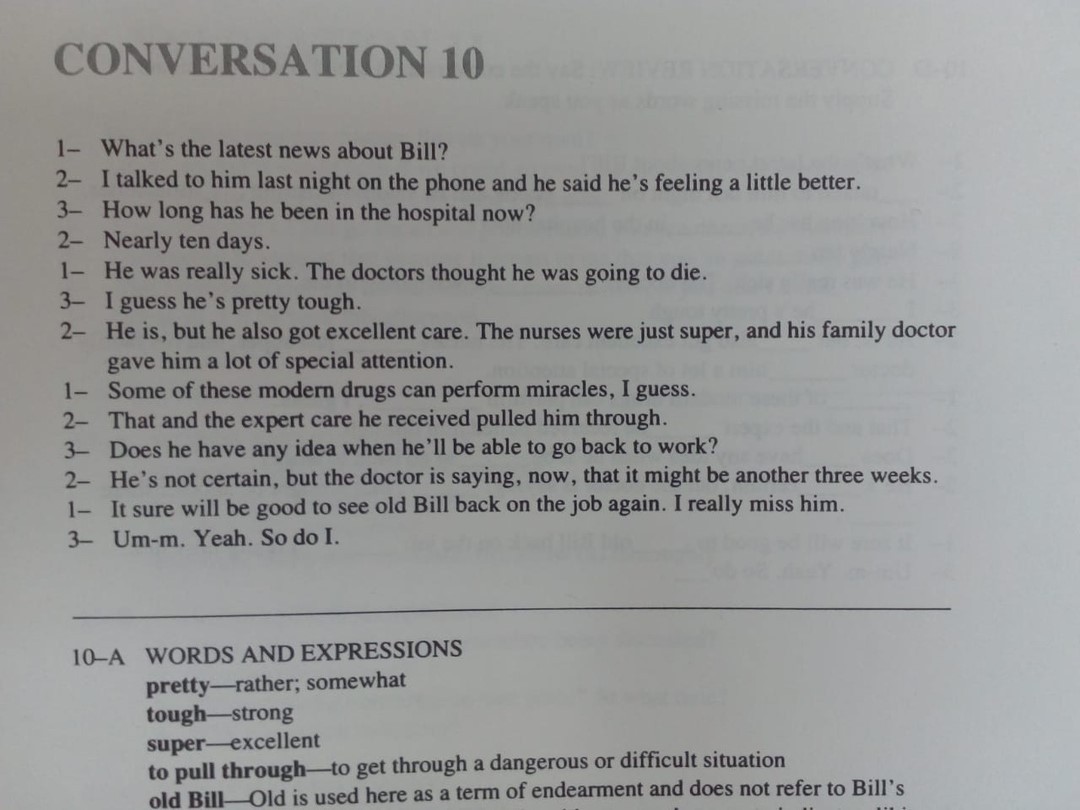 CONVERSATION 10
1– What's the latest news about Bill?
2– I talked to him last night on the phone and he said he's feeling a little better.
3– How long has he been in the hospital now?
2– Nearly ten days.
1– He was really sick. The doctors thought he was going to die.
3– I guess he's pretty tough.
2– He is, but he also got excellent care. The nurses were just super, and his family doctor
gave him a lot of special attention.
1– Some of these modern drugs can perform miracles, I guess.
2– That and the expert care he received pulled him through.
3– Does he have any idea when he'll be able to go back to work?
2– He's not certain, but the doctor is saying, now, that it might be another three weeks.
1– It sure will be good to see old Bill back on the job again. I really miss him.
3– Um-m. Yeah. So do I.
10–A WORDS AND EXPRESSIONS
pretty—rather; somewhat
tough—strong
super—excellent
to pull through—to get through a dangerous or difficult situation
old Bill—Old is used here as a term of endearment and does not refer to Bill's